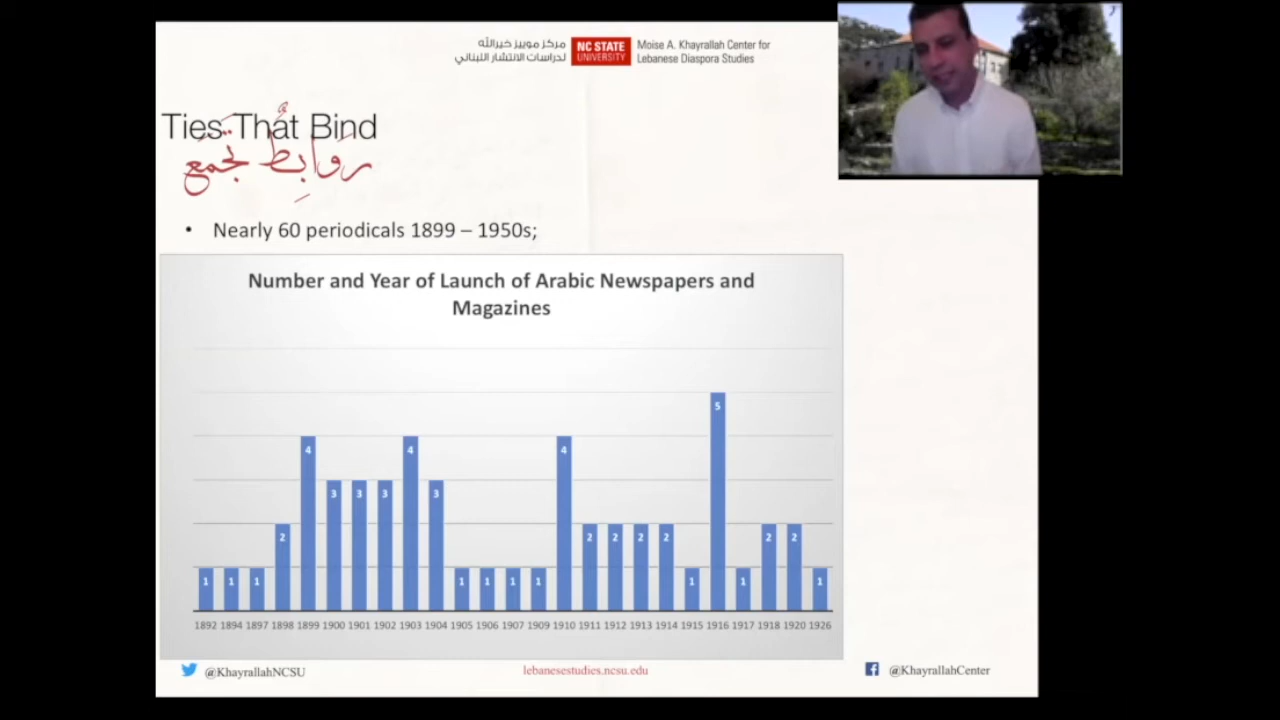 مركز موييز خيرالله
لدراسات الانتشار اللبناني
NC STATE
UNIVERSITY
Moise A. Khayrallah Center for
Lebanese Diaspora Studies
Ties That Bind
رَوابِطُ تَجْمَع
• Nearly 60 periodicals 1899 – 1950s;
Number and Year of Launch of Arabic Newspapers and
Magazines
1 1 1 2 4 3 3 3 4 3 1 1 1 1 4 2 2 2 2 1 5 1 2 2 1
1892 1894 1897 1898 1899 1900 1901 1902 1903 1904 1905 1906 1907 1909 1910 1911 1912 1913 1914 1915 1916 1917 1918 1920 1926
@KhayrallahNCSU
lebanesestudies.ncsu.edu
@KhayrallahCenter